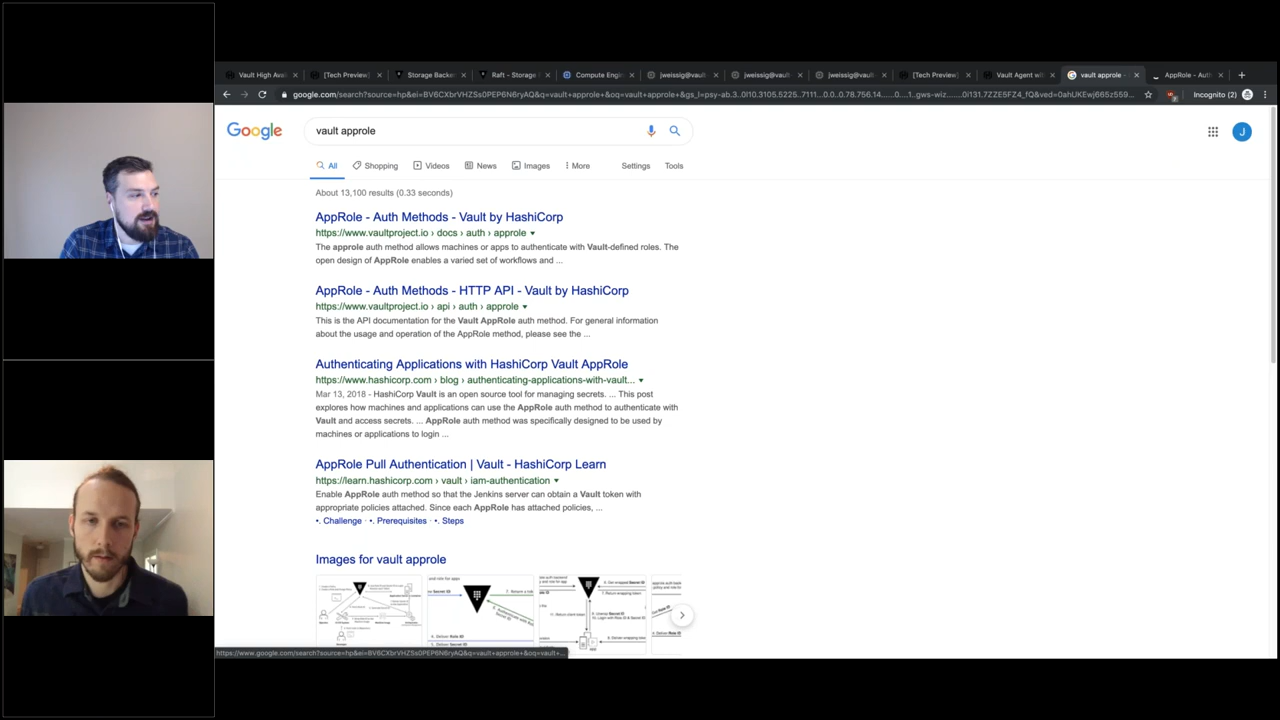 Vault High Avai
[Tech Preview]
Storage Backen
Raft - Storage
Compute Engin
jweissig@vault
jweissig@vault
jweissig@vault
[Tech Preview]
Vault Agent with
vault approle -
AppRole - Auth
Incognito (2)
Google
vault approle
J
All
Shopping
Videos
News
Images
More
Settings
Tools
About 13,100 results (0.33 seconds)
AppRole - Auth Methods - Vault by HashiCorp
https://www.vaultproject.io › docs › auth › approle
The approle auth method allows machines or apps to authenticate with Vault-defined roles. The
open design of AppRole enables a varied set of workflows and ...
AppRole - Auth Methods - HTTP API - Vault by HashiCorp
https://www.vaultproject.io › api › auth › approle
This is the API documentation for the Vault AppRole auth method. For general information
about the usage and operation of the AppRole method, please see the ...
Authenticating Applications with HashiCorp Vault AppRole
https://www.hashicorp.com › blog › authenticating-applications-with-vault...
Mar 13, 2018 - HashiCorp Vault is an open source tool for managing secrets. ... This post
explores how machines and applications can use the AppRole auth method to authenticate with
Vault and access secrets. ... AppRole auth method was specifically designed to be used by
machines or applications to login ...
AppRole Pull Authentication | Vault - HashiCorp Learn
https://learn.hashicorp.com › vault › iam-authentication
Enable AppRole auth method so that the Jenkins server can obtain a Vault token with
appropriate policies attached. Since each AppRole has attached policies, ...
•. Challenge · •. Prerequisites · •. Steps
Images for vault approle